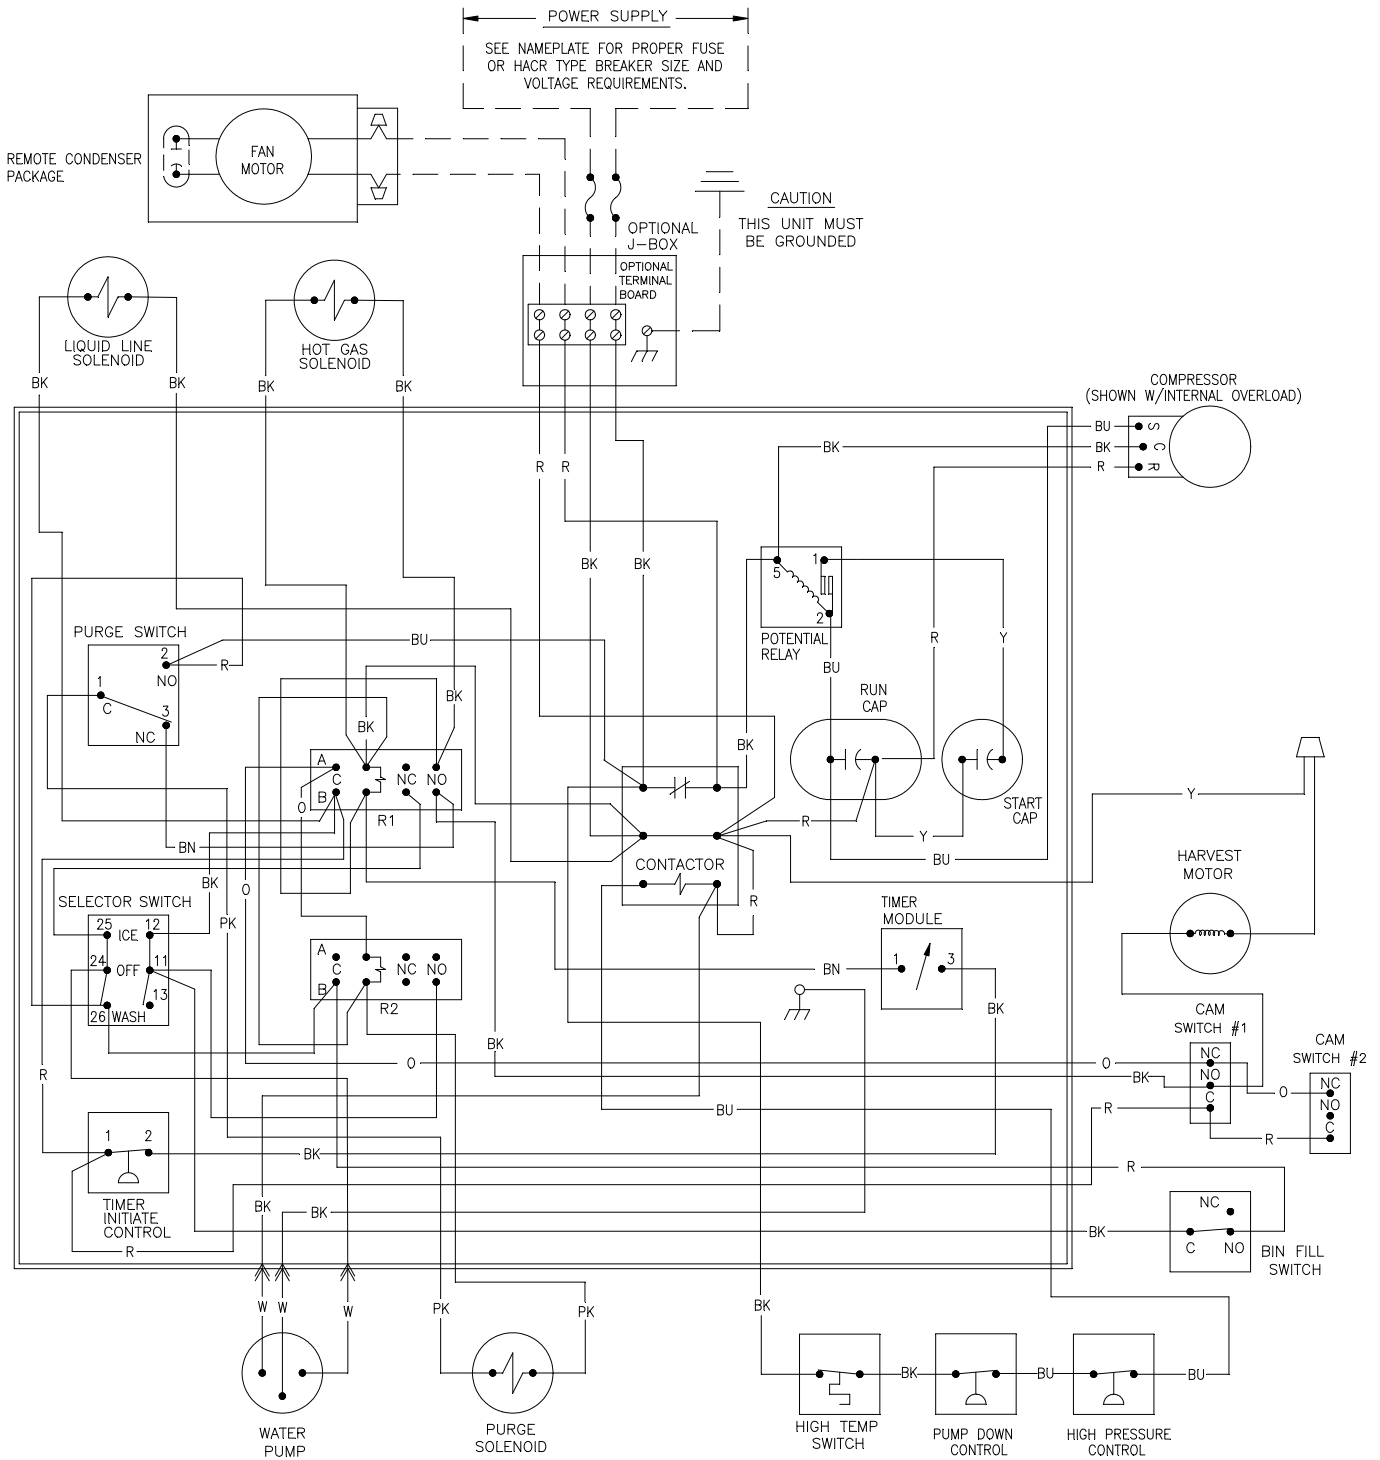 POWER SUPPLY
SEE NAMEPLATE FOR PROPER FUSE
OR HACR TYPE BREAKER SIZE AND
VOLTAGE REQUIREMENTS.
REMOTE CONDENSER
PACKAGE
FAN
MOTOR
CAUTION
THIS UNIT MUST
BE GROUNDED
OPTIONAL
J-BOX
OPTIONAL
TERMINAL
BOARD
LIQUID LINE
SOLENOID
HOT GAS
SOLENOID
BK
BK
BK
BK
COMPRESSOR
(SHOWN W/INTERNAL OVERLOAD)
BU
S
BK
C
R
R
BK
R
R
BK
BK
5
1
2
POTENTIAL
RELAY
BU
R
Y
PURGE SWITCH
2
NO
1
C
3
NC
BU
R
BK
BK
BK
RUN
CAP
START
CAP
A
C
B
NC
NO
R1
O
R
Y
BU
Y
BN
BK
O
PK
CONTACTOR
R
HARVEST
MOTOR
SELECTOR SWITCH
25
ICE
12
24
OFF
11
13
26
WASH
A
C
B
NC
NO
R2
TIMER
MODULE
1
3
BN
BK
BK
CAM
SWITCH #1
NC
NO
C
CAM
SWITCH #2
NC
NO
C
O
O
BK
O
R
R
BU
R
1
2
TIMER
INITIATE
CONTROL
BK
R
BK
BK
R
BK
NC
C
NO
BIN FILL
SWITCH
W
W
W
PK
PK
BK
WATER
PUMP
PURGE
SOLENOID
HIGH TEMP
SWITCH
BK
PUMP DOWN
CONTROL
BU
HIGH PRESSURE
CONTROL
BU